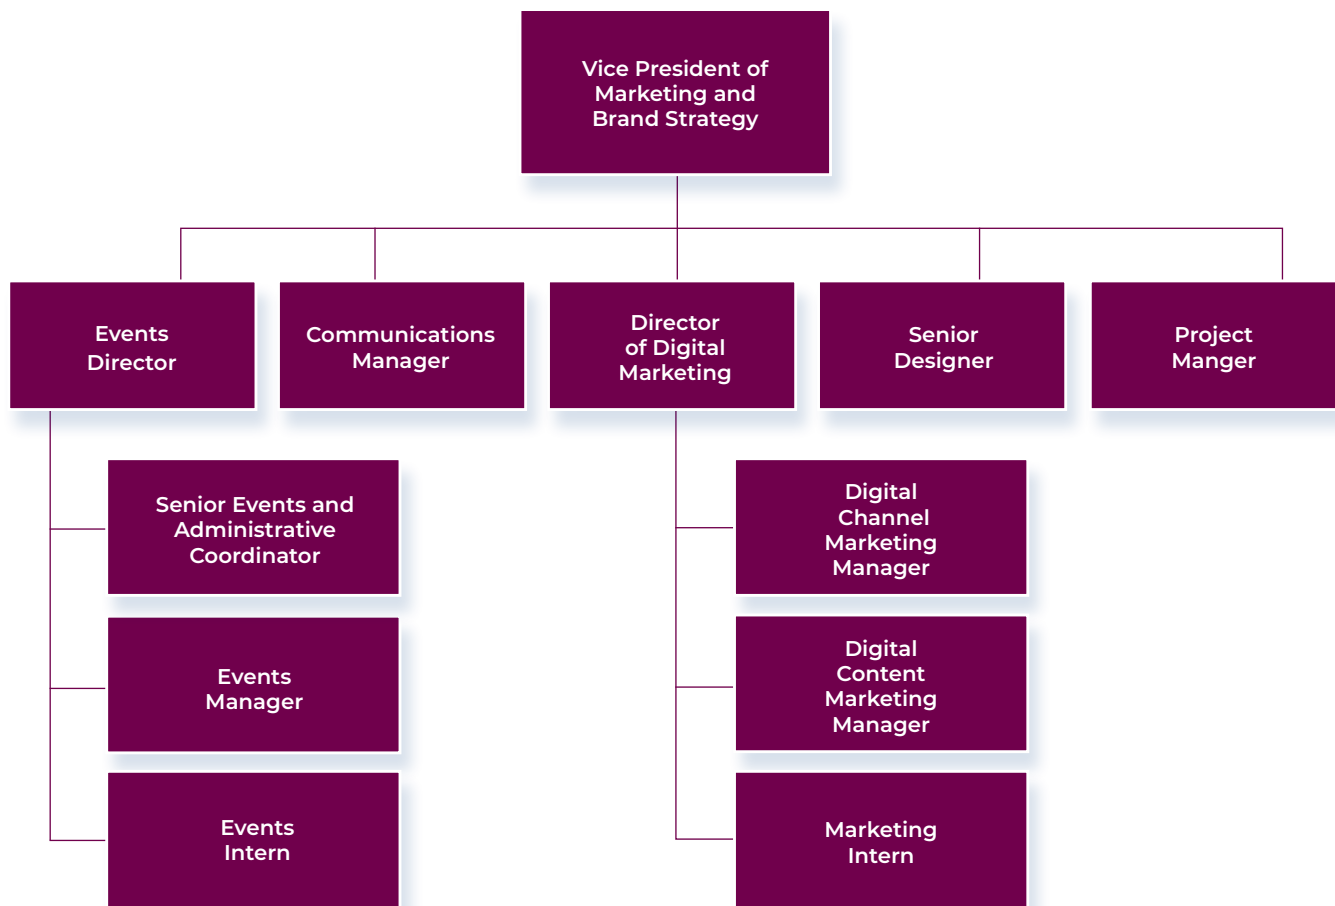 Vice President of
Marketing and
Brand Strategy
Events
Director
Communications
Manager
Director
of Digital
Marketing
Senior
Designer
Project
Manger
Senior Events and
Administrative
Coordinator
Events
Manager
Events
Intern
Digital
Channel
Marketing
Manager
Digital
Content
Marketing
Manager
Marketing
Intern